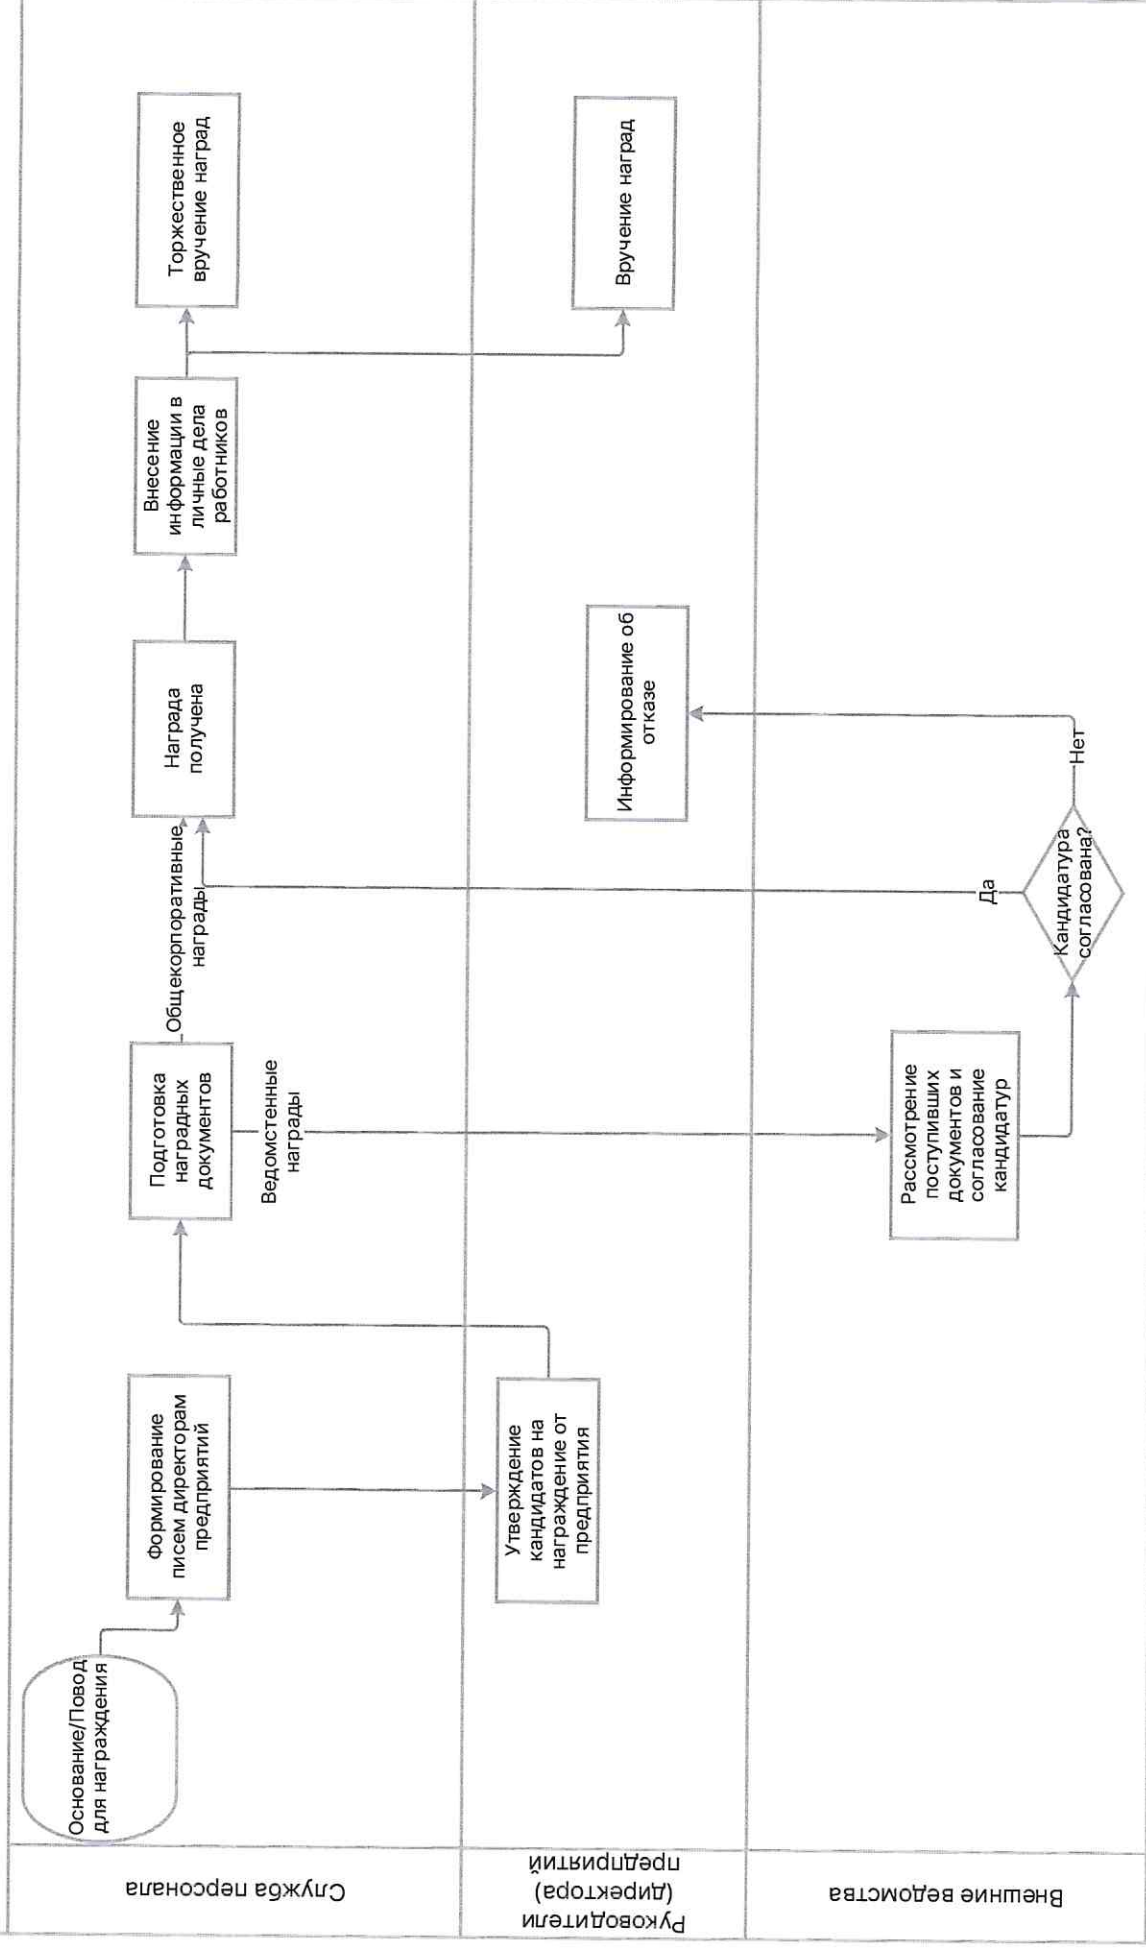 Служба персонала
Основание/Повод
для награждения
Формирование
писем директорам
предприятий
Подготовка
наградных
документов
Общекорпоративные
награды
Ведомстенные
награды
Награда
получена
Внесение
информации в
личные дела
работников
Торжественное
вручение наград
Руководители
(директора)
предприятий
Утверждение
кандидатов на
награждение от
предприятия
Информирование об
отказе
Вручение наград
Внешние ведомства
Рассмотрение
поступивших
документов и
согласование
кандидатур
Кандидатура
согласована?
Да
Нет